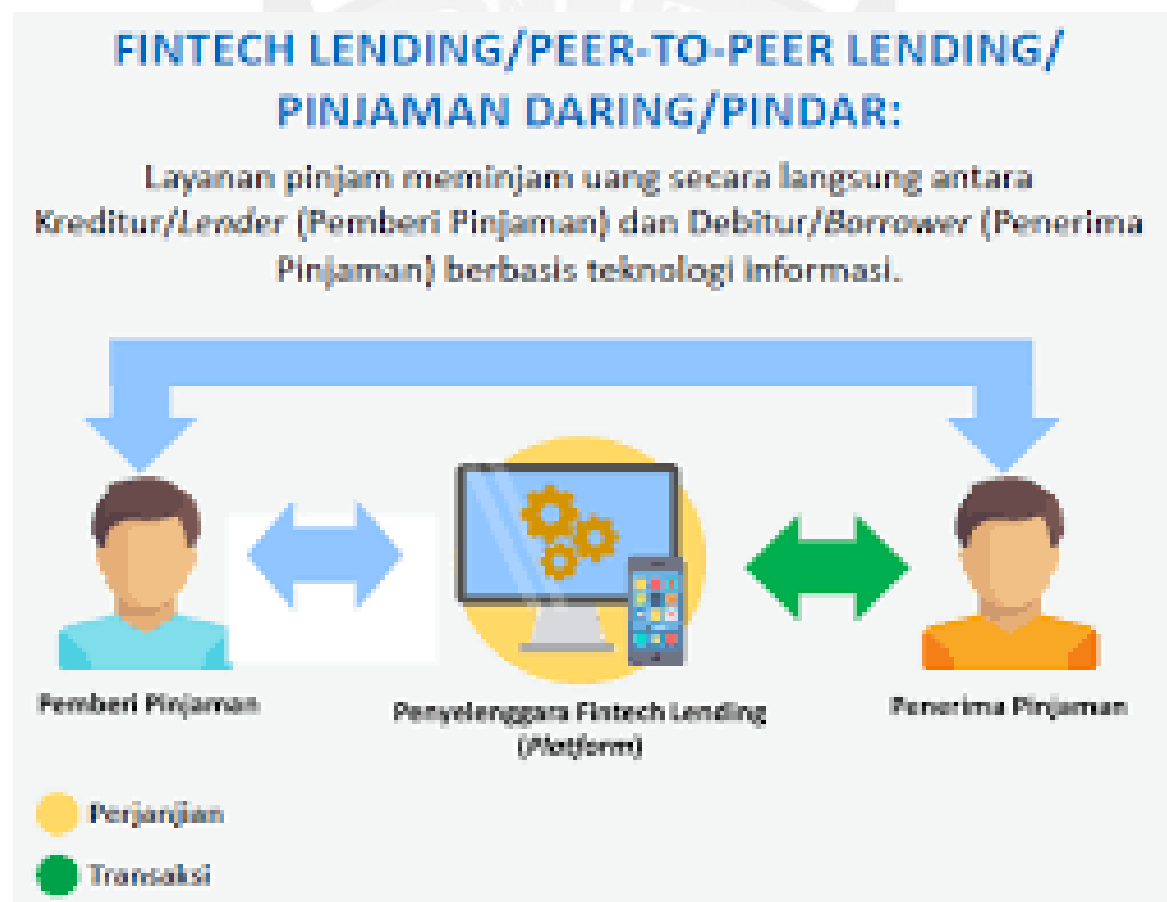 FINTECH LENDING/PEER-TO-PEER LENDING/
PINJAMAN DARING/PINDAR:
Layanan pinjam meminjam uang secara langsung antara
Kreditur/Lender (Pemberi Pinjaman) dan Debitur/Borrower (Penerima
Pinjaman) berbasis teknologi informasi.
Pemberi Pinjaman
Penyelenggara Fintech Lending
(Platform)
Penerima Pinjaman
Perjanjian
Transaksi